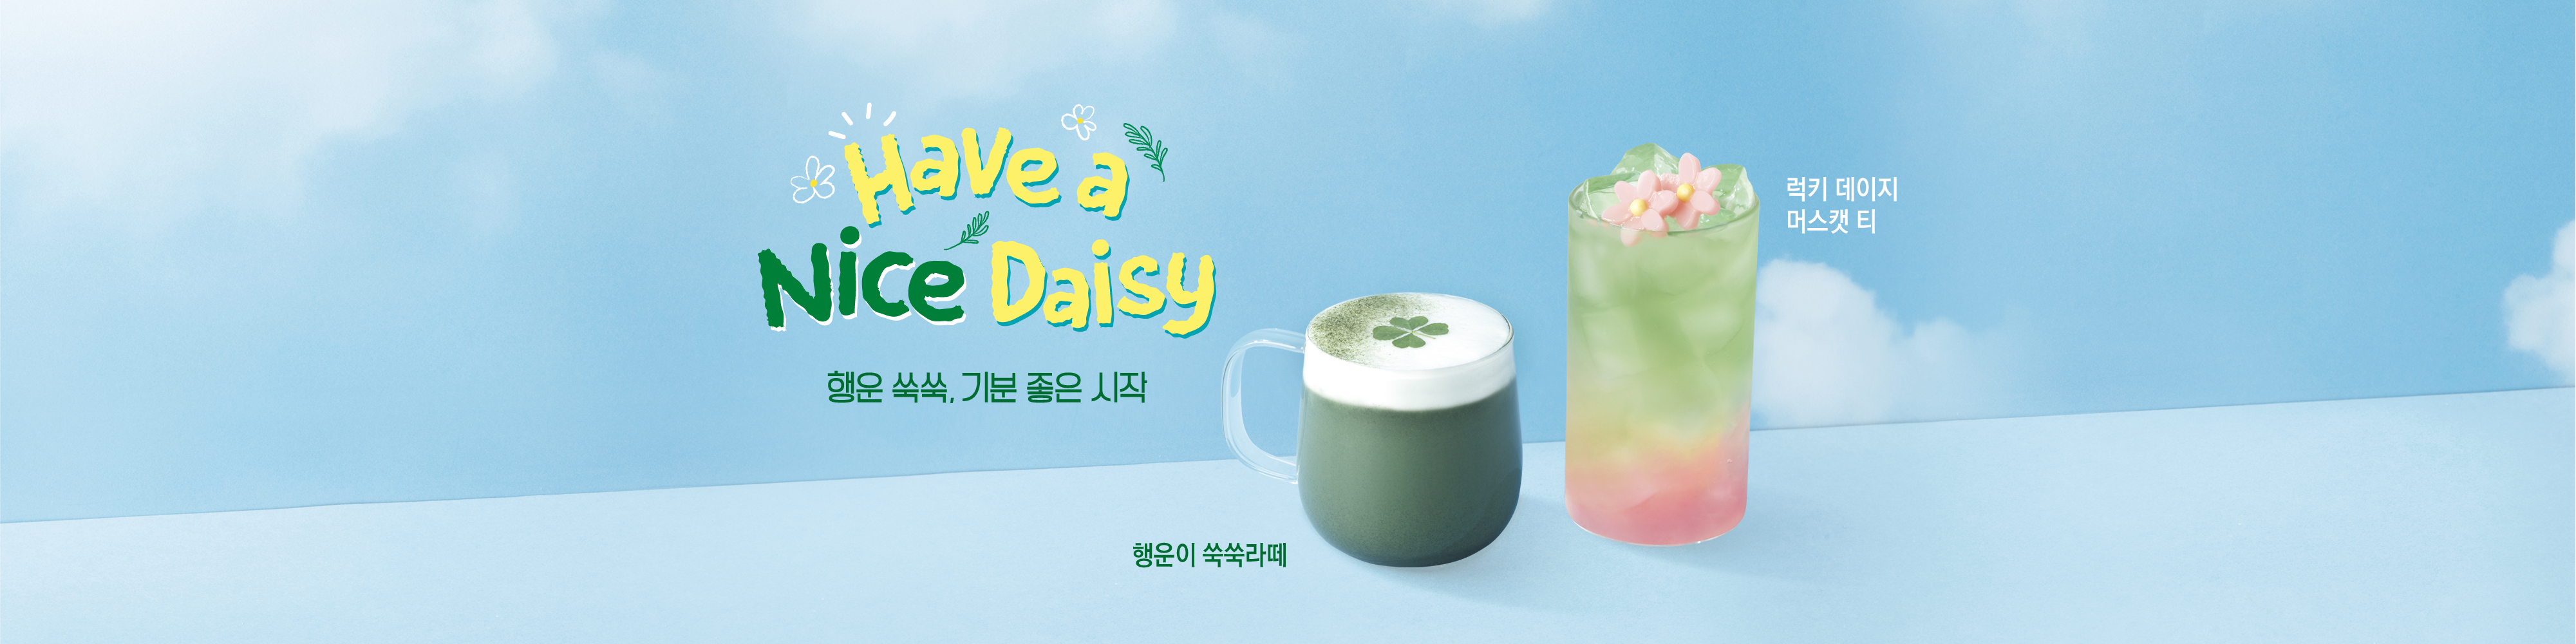 Have a
Nice Daisy
행운 쑥쑥, 기분 좋은 시작
럭키 데이지
머스캣 티
행운이 쑥쑥라떼